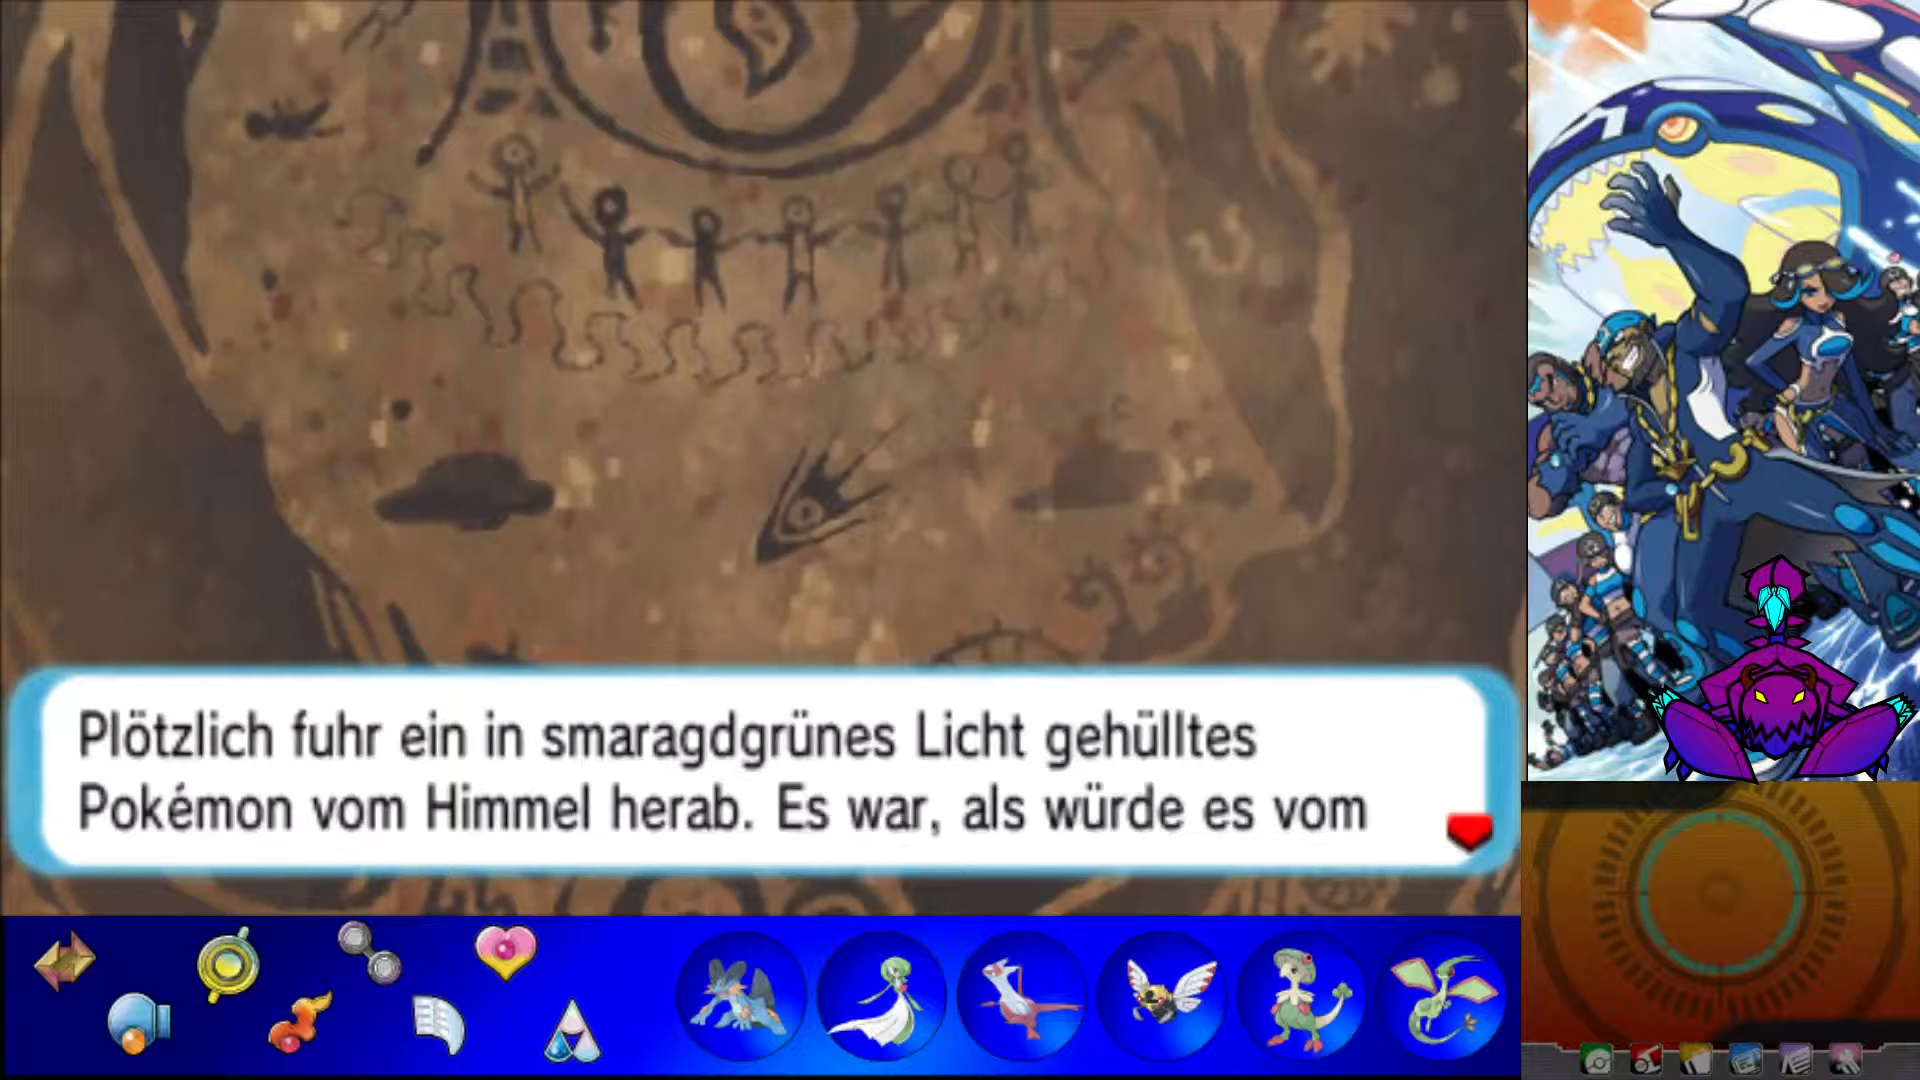 Plötzlich fuhr ein in smaragdgrünes Licht gehülltes
Pokémon vom Himmel herab. Es war, als würde es vom